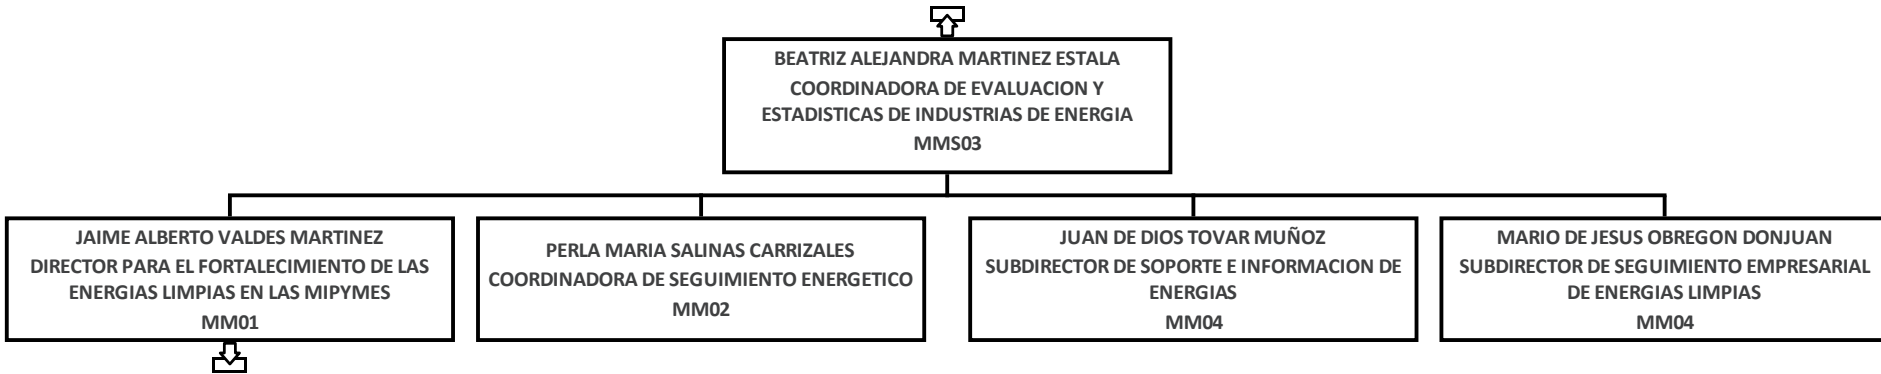 BEATRIZ ALEJANDRA MARTINEZ ESTALA
COORDINADORA DE EVALUACION Y
ESTADISTICAS DE INDUSTRIAS DE ENERGIA
MMS03
JAIME ALBERTO VALDES MARTINEZ
DIRECTOR PARA EL FORTALECIMIENTO DE LAS
ENERGIAS LIMPIAS EN LAS MIPYMES
MM01
PERLA MARIA SALINAS CARRIZALES
COORDINADORA DE SEGUIMIENTO ENERGETICO
MM02
JUAN DE DIOS TOVAR MUÑOZ
SUBDIRECTOR DE SOPORTE E INFORMACION DE
ENERGIAS
MM04
MARIO DE JESUS OBREGON DONJUAN
SUBDIRECTOR DE SEGUIMIENTO EMPRESARIAL
DE ENERGIAS LIMPIAS
MM04